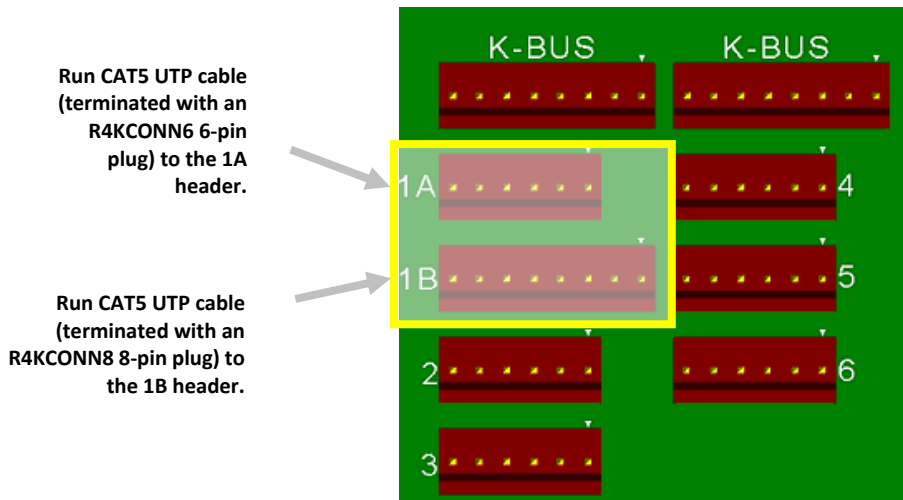 Run CAT5 UTP cable
(terminated with an
R4KCONN6 6-pin
plug) to the 1A
header.
Run CAT5 UTP cable
(terminated with an
R4KCONN8 8-pin plug) to
the 1B header.
K-BUS K-BUS
1A 4
1B 5
2 6
3